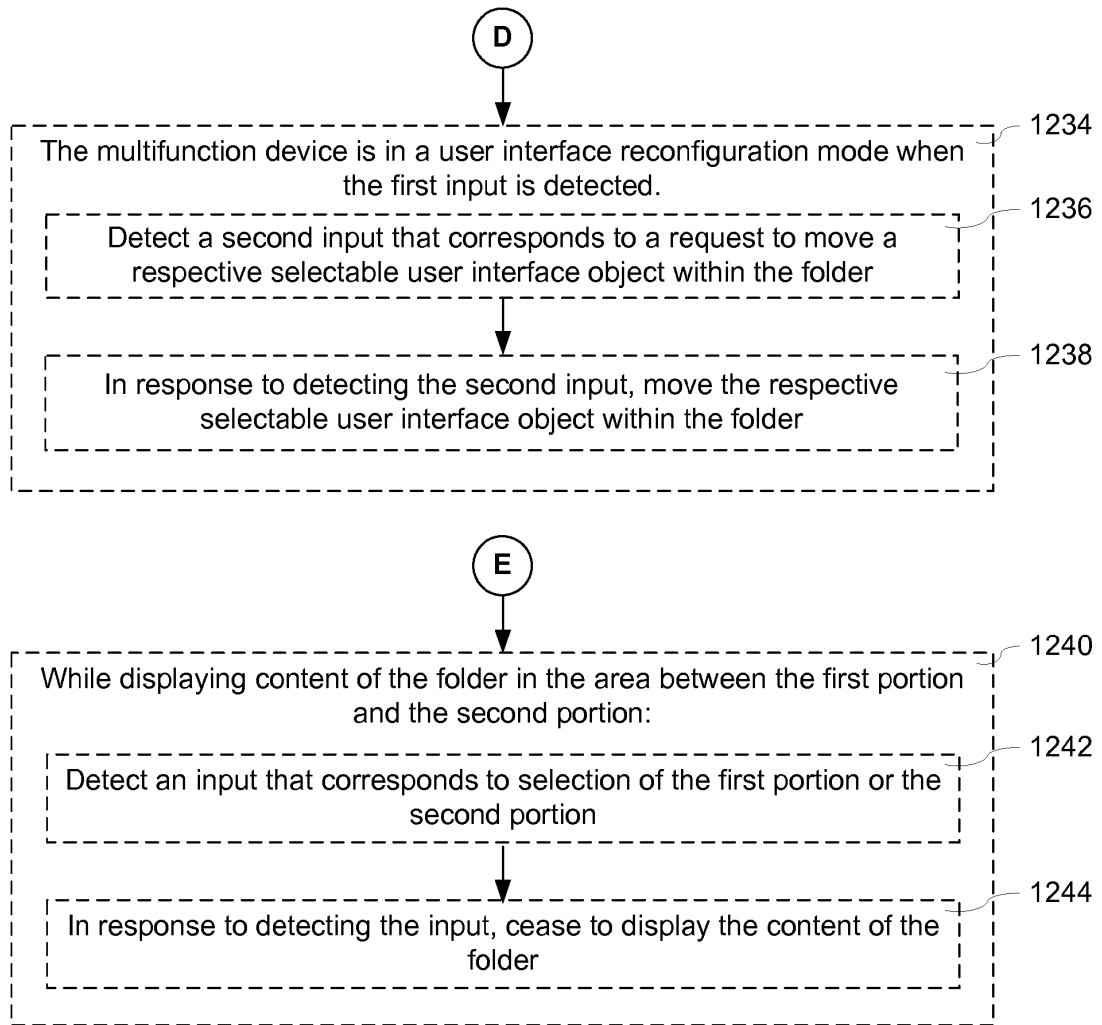 D
1234
The multifunction device is in a user interface reconfiguration mode when
the first input is detected.
1236
Detect a second input that corresponds to a request to move a
respective selectable user interface object within the folder
1238
In response to detecting the second input, move the respective
selectable user interface object within the folder
E
1240
While displaying content of the folder in the area between the first portion
and the second portion:
1242
Detect an input that corresponds to selection of the first portion or the
second portion
1244
In response to detecting the input, cease to display the content of the
folder